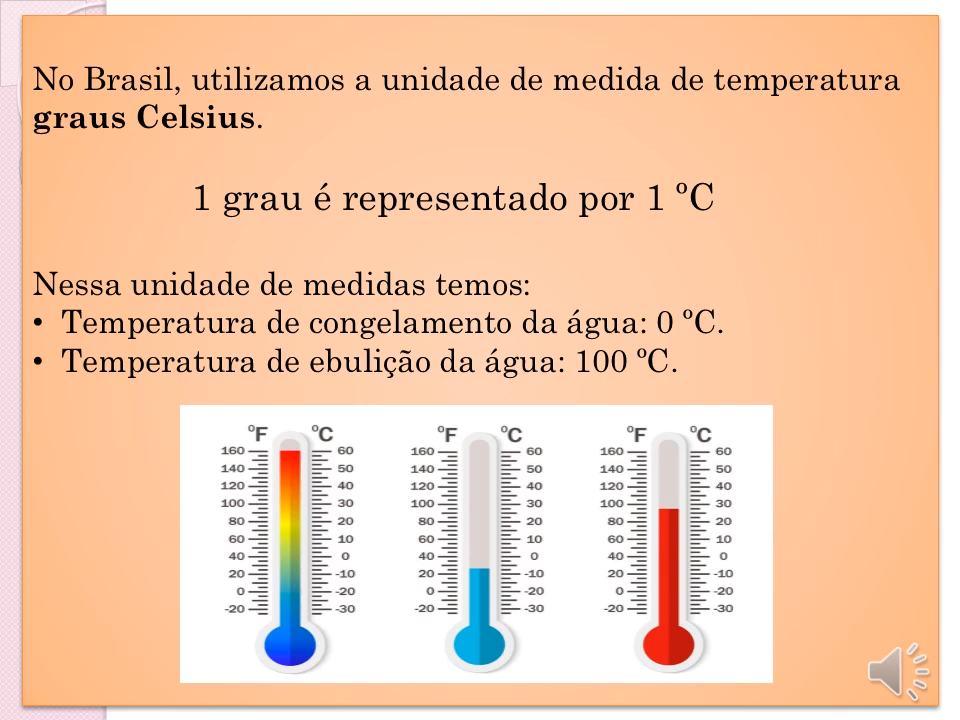 No Brasil, utilizamos a unidade de medida de temperatura
graus Celsius.
1 grau é representado por 1 ºC
Nessa unidade de medidas temos:
• Temperatura de congelamento da água: 0 ºC.
• Temperatura de ebulição da água: 100 ºC.
ºF ºC ºF ºC ºF ºC
160 60 160 60 160 60
140 50 140 50 140 50
120 40 120 40 120 40
100 30 100 30 100 30
80 20 80 20 80 20
60 10 60 10 60 10
40 0 40 0 40 0
20 -10 20 -10 20 -10
0 -20 0 -20 0 -20
-20 -30 -20 -30 -20 -30